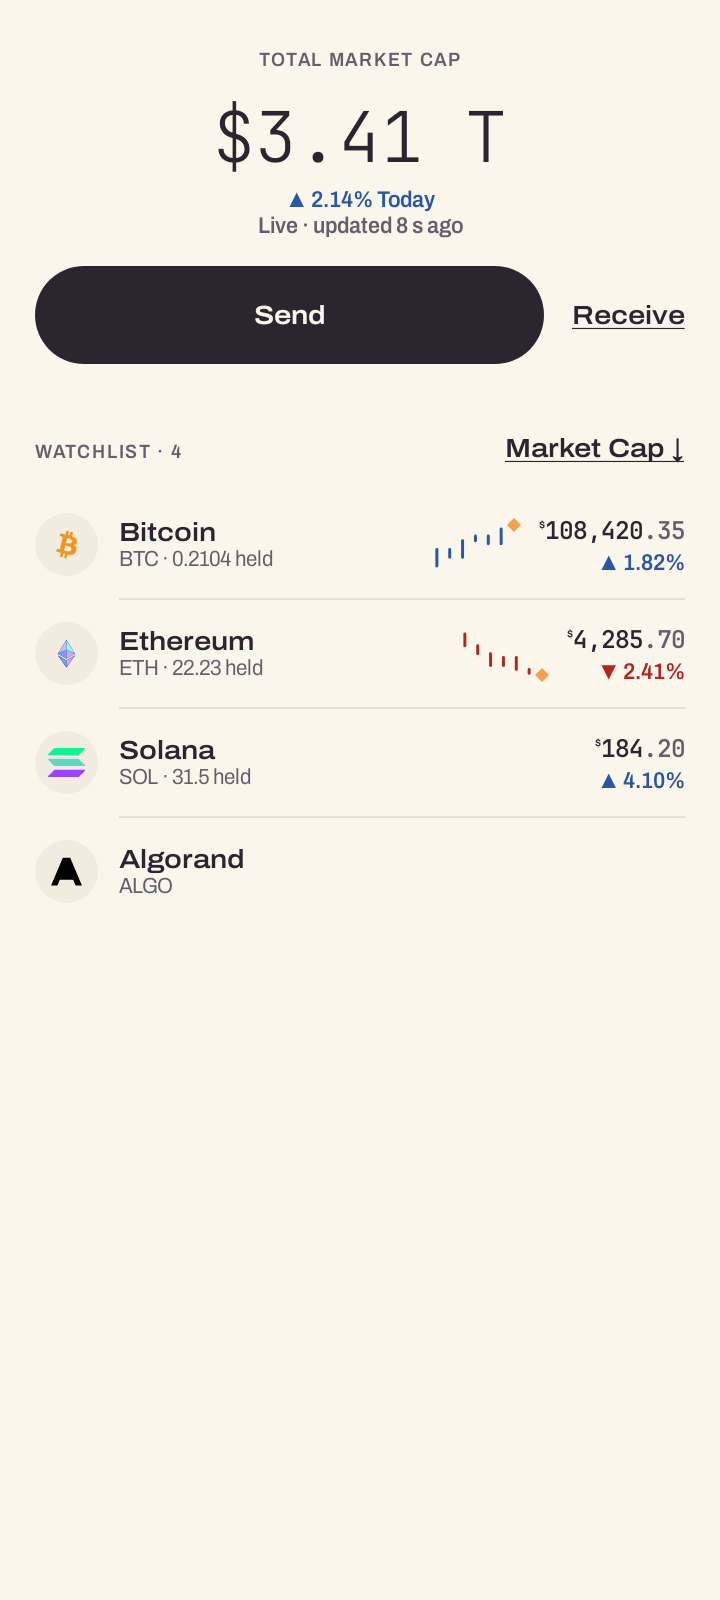 TOTAL MARKET CAP
$3.41 T
▲ 2.14% Today
Live · updated 8 s ago
Send
Receive
WATCHLIST · 4
Market Cap ↓
Bitcoin
BTC · 0.2104 held
$108,420.35
▲ 1.82%
Ethereum
ETH · 22.23 held
$4,285.70
▼ 2.41%
Solana
SOL · 31.5 held
$184.20
▲ 4.10%
Algorand
ALGO